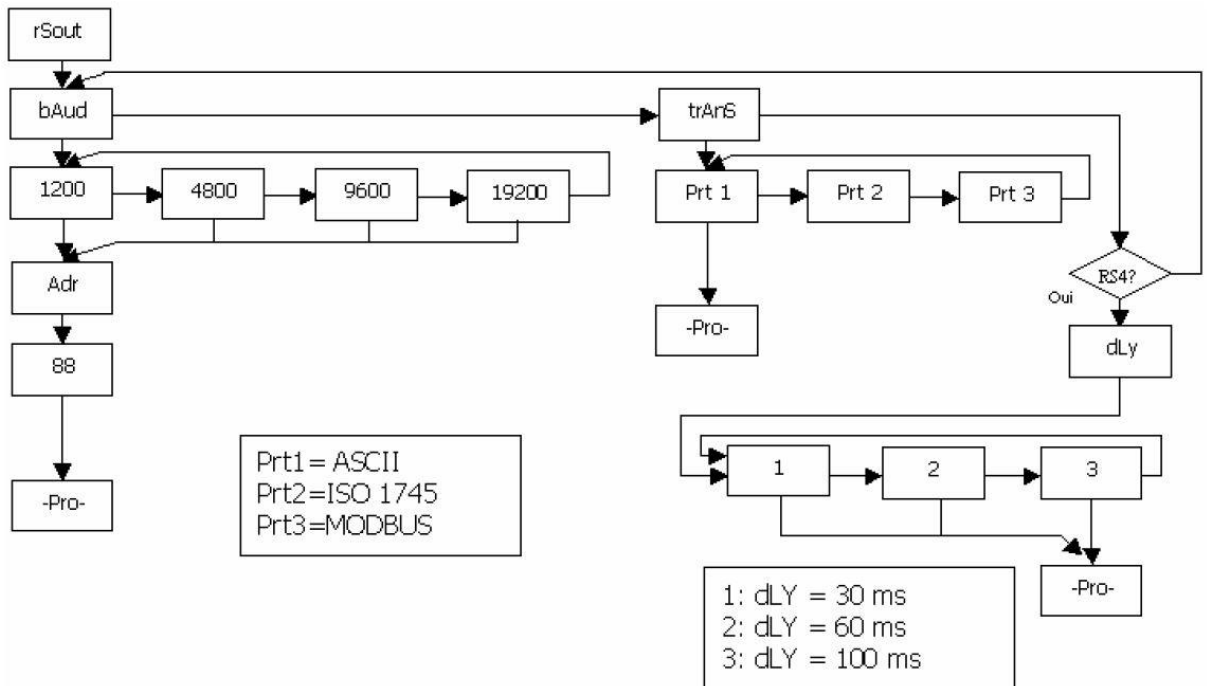 rSout
bAud
trAnS
1200
4800
9600
19200
Prt 1
Prt 2
Prt 3
Adr
RS4?
Oui
-Pro-
dLy
88
Prt1= ASCII
Prt2=ISO 1745
Prt3=MODBUS
1
2
3
-Pro-
-Pro-
1: dLY = 30 ms
2: dLY = 60 ms
3: dLY = 100 ms